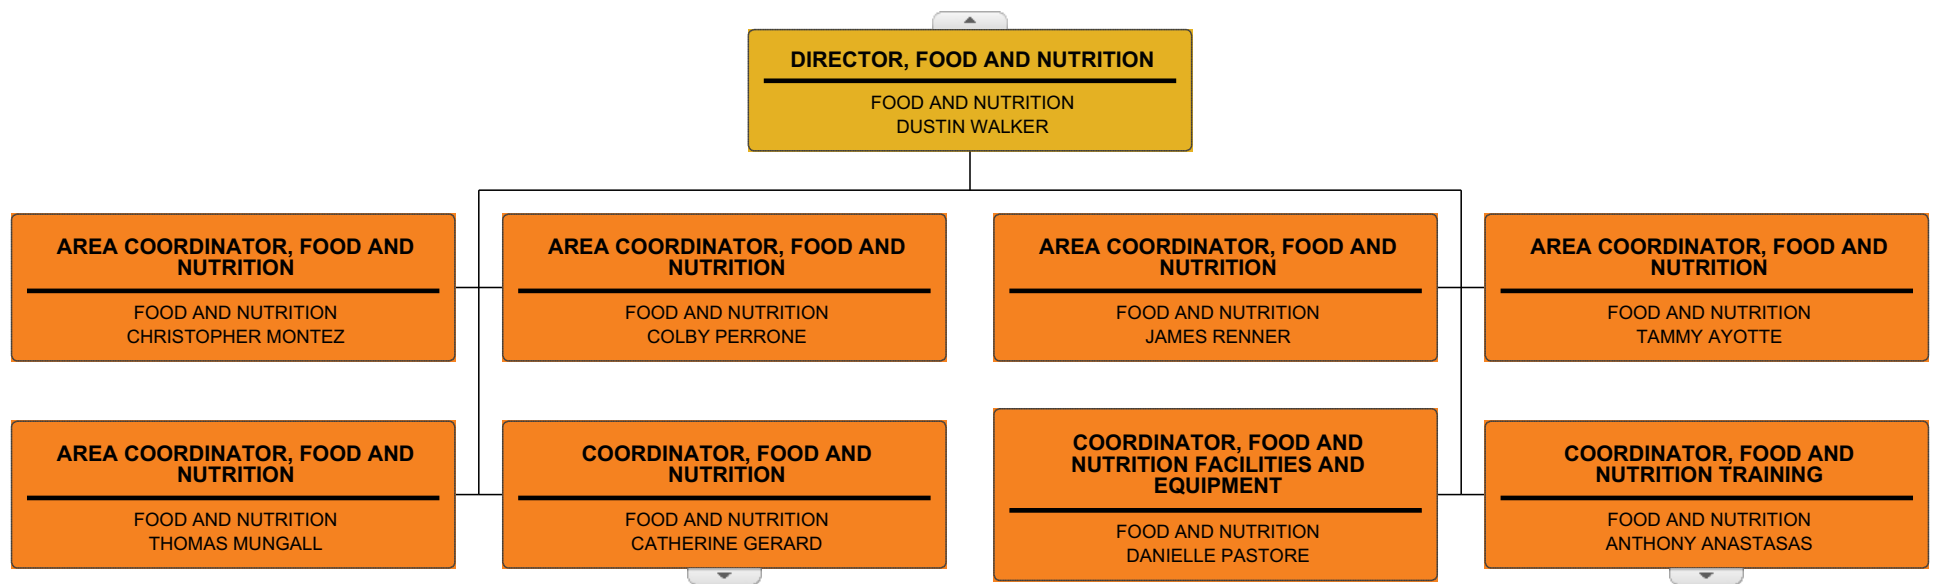 DIRECTOR, FOOD AND NUTRITION
FOOD AND NUTRITION
DUSTIN WALKER
AREA COORDINATOR, FOOD AND
NUTRITION
FOOD AND NUTRITION
CHRISTOPHER MONTEZ
AREA COORDINATOR, FOOD AND
NUTRITION
FOOD AND NUTRITION
COLBY PERRONE
AREA COORDINATOR, FOOD AND
NUTRITION
FOOD AND NUTRITION
JAMES RENNER
AREA COORDINATOR, FOOD AND
NUTRITION
FOOD AND NUTRITION
TAMMY AYOTTE
AREA COORDINATOR, FOOD AND
NUTRITION
FOOD AND NUTRITION
THOMAS MUNGALL
COORDINATOR, FOOD AND
NUTRITION
FOOD AND NUTRITION
CATHERINE GERARD
COORDINATOR, FOOD AND
NUTRITION FACILITIES AND
EQUIPMENT
FOOD AND NUTRITION
DANIELLE PASTORE
COORDINATOR, FOOD AND
NUTRITION TRAINING
FOOD AND NUTRITION
ANTHONY ANASTASAS